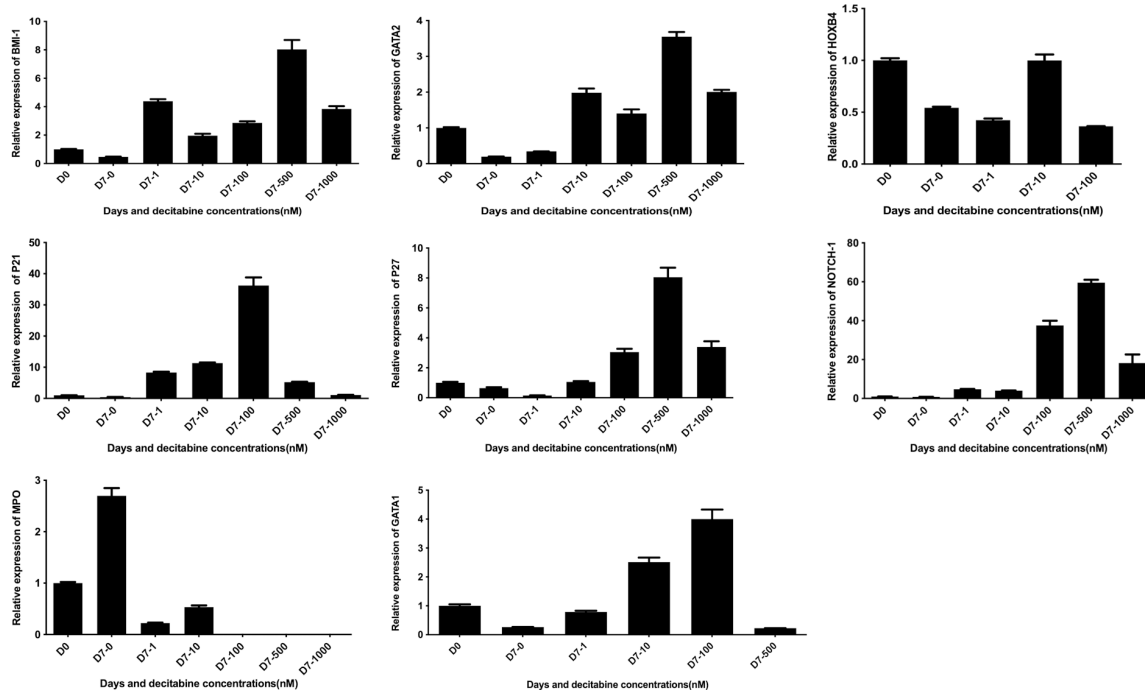 Relative expression of BMI-1
10
8
6
4
2
0
D0
D7-0
D7-1
D7-10
D7-100
D7-500
D7-1000
Days and decitabine concentrations(nM)
Relative expression of GATA2
4
3
2
1
0
D0
D7-0
D7-1
D7-10
D7-100
D7-500
D7-1000
Days and decitabine concentrations(nM)
Relative expression of HOXB4
1.5
1.0
0.5
0.0
D0
D7-0
D7-1
D7-10
D7-100
Days and decitabine concentrations(nM)
Relative expression of P21
50
40
30
20
10
0
D0
D7-0
D7-1
D7-10
D7-100
D7-500
D7-1000
Days and decitabine concentrations(nM)
Relative expression of P27
10
8
6
4
2
0
D0
D7-0
D7-1
D7-10
D7-100
D7-500
D7-1000
Days and decitabine concentrations(nM)
Relative expression of NOTCH-1
80
60
40
20
0
D0
D7-0
D7-1
D7-10
D7-100
D7-500
D7-1000
Days and decitabine concentrations(nM)
Relative expression of MPO
3
2
1
0
D0
D7-0
D7-1
D7-10
D7-100
D7-500
D7-1000
Days and decitabine concentrations(nM)
Relative expression of GATA1
5
4
3
2
1
0
D0
D7-0
D7-1
D7-10
D7-100
D7-500
Days and decitabine concentrations(nM)